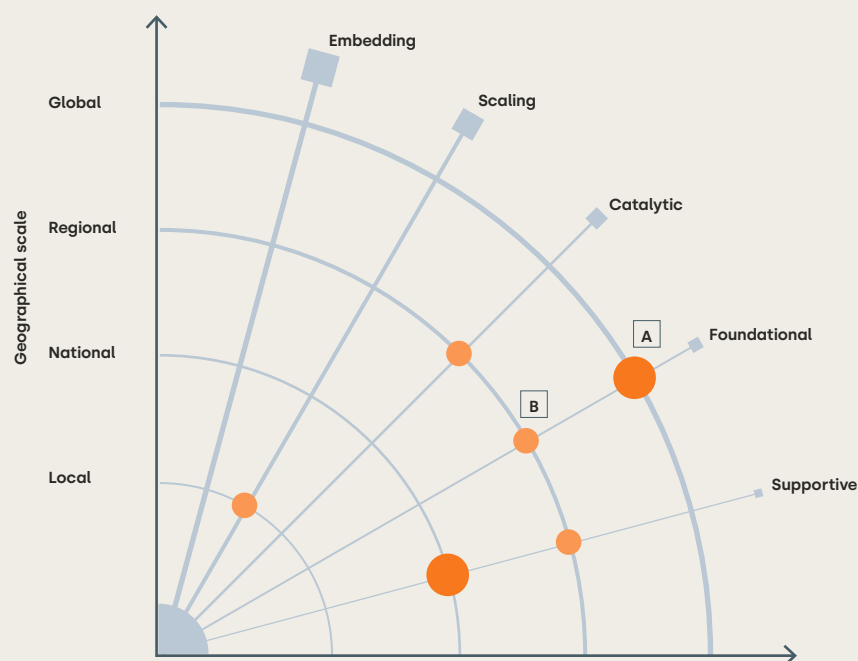 Embedding
Scaling
Global
Catalytic
Regional
Geographical scale
A
Foundational
National
B
Local
Supportive